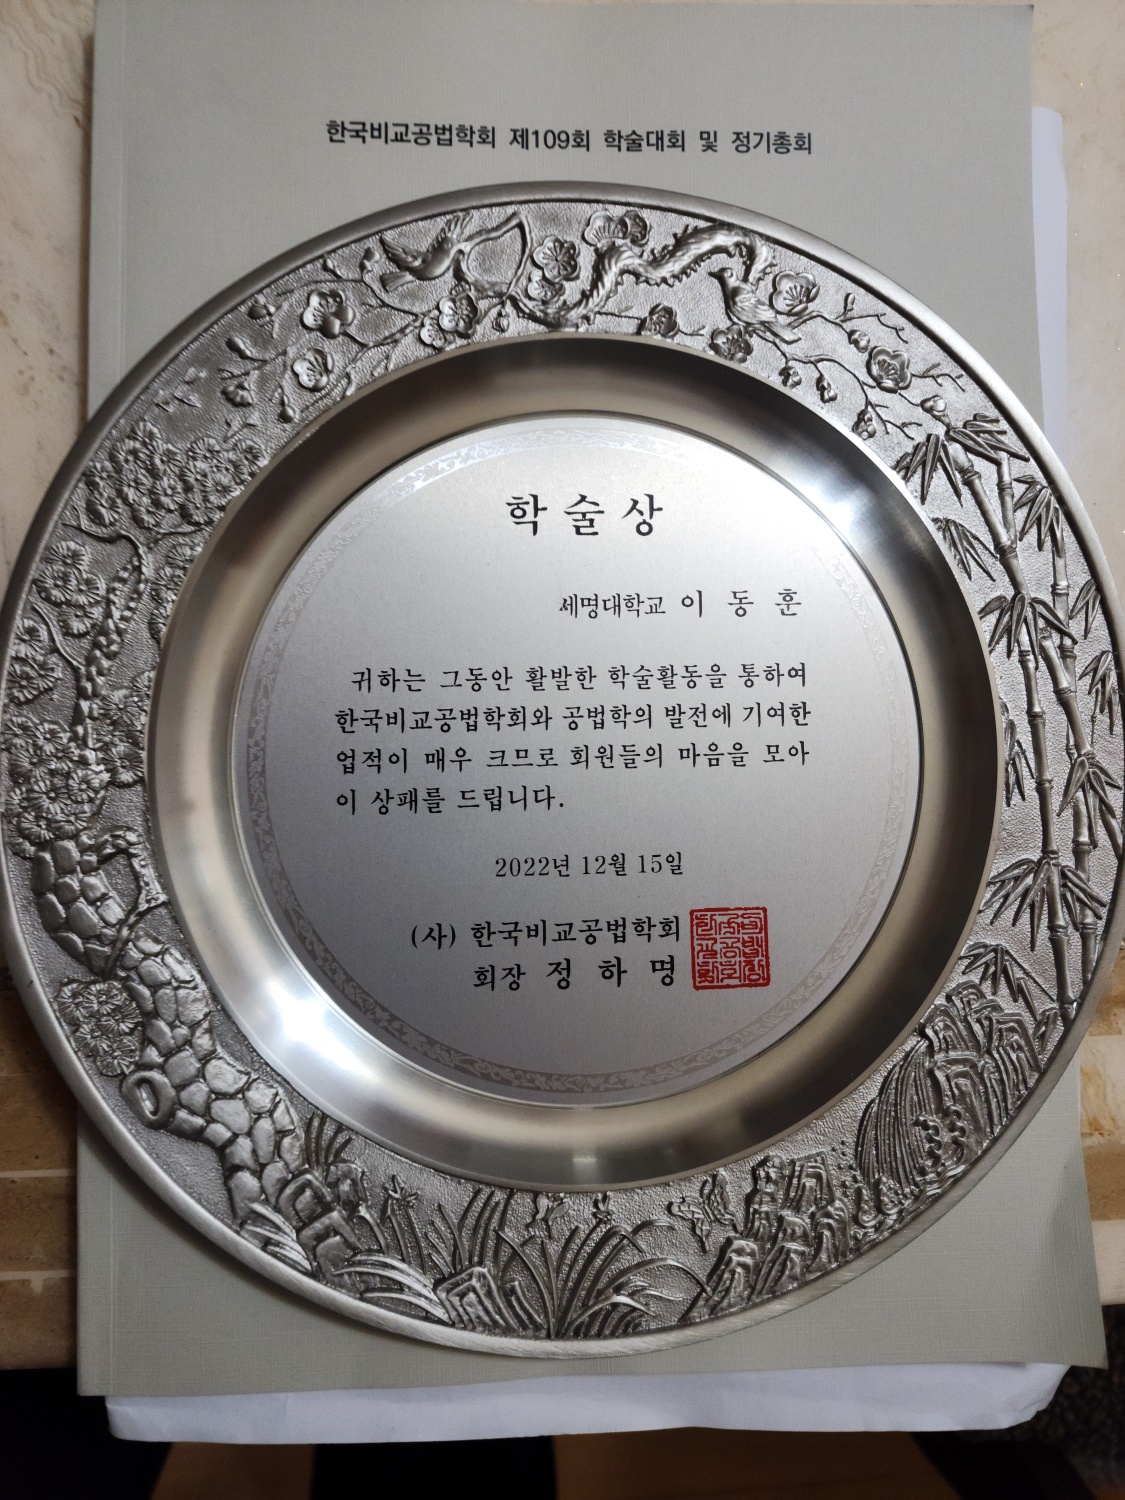 한국비교공법학회 제109회 학술대회 및 정기총회
학술상
세명대학교 이 동 훈
귀하는 그동안 활발한 학술활동을 통하여
한국비교공법학회와 공법학의 발전에 기여한
업적이 매우 크므로 회원들의 마음을 모아
이 상패를 드립니다.
2022년 12월 15일
(사) 한국비교공법학회
회장 정 하 명